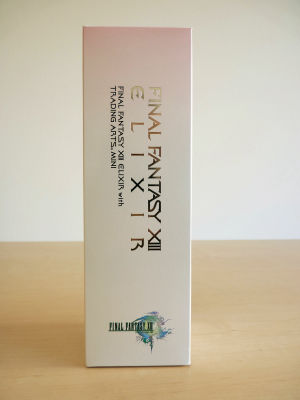 FINAL FANTASY XIII
ELIXIR
FINAL FANTASY XIII ELIXIR with
TRADING ARTS MINI
FINAL FANTASY XIII